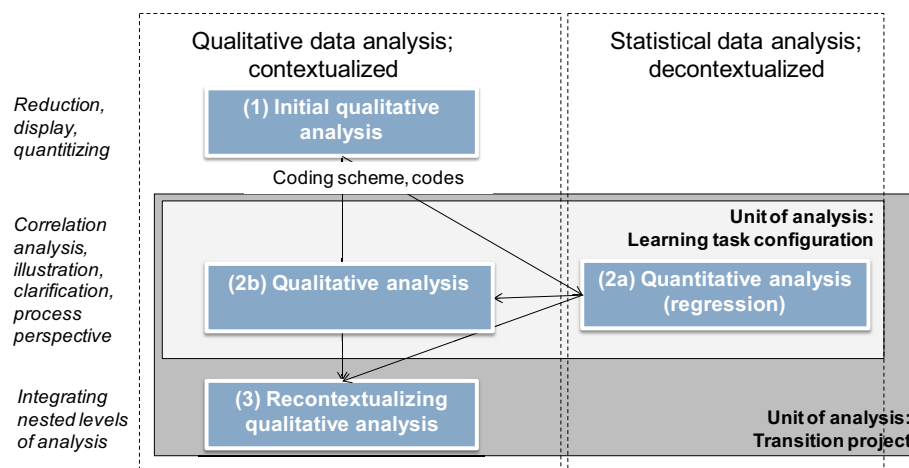 Qualitative data analysis;
contextualized
Statistical data analysis;
decontextualized
Reduction,
display,
quantitizing
(1) Initial qualitative
analysis
Coding scheme, codes
Correlation
analysis,
illustration,
clarification,
process
perspective
Unit of analysis:
Learning task configuration
(2b) Qualitative analysis
(2a) Quantitative analysis
(regression)
Integrating
nested levels
of analysis
(3) Recontextualizing
qualitative analysis
Unit of analysis:
Transition project